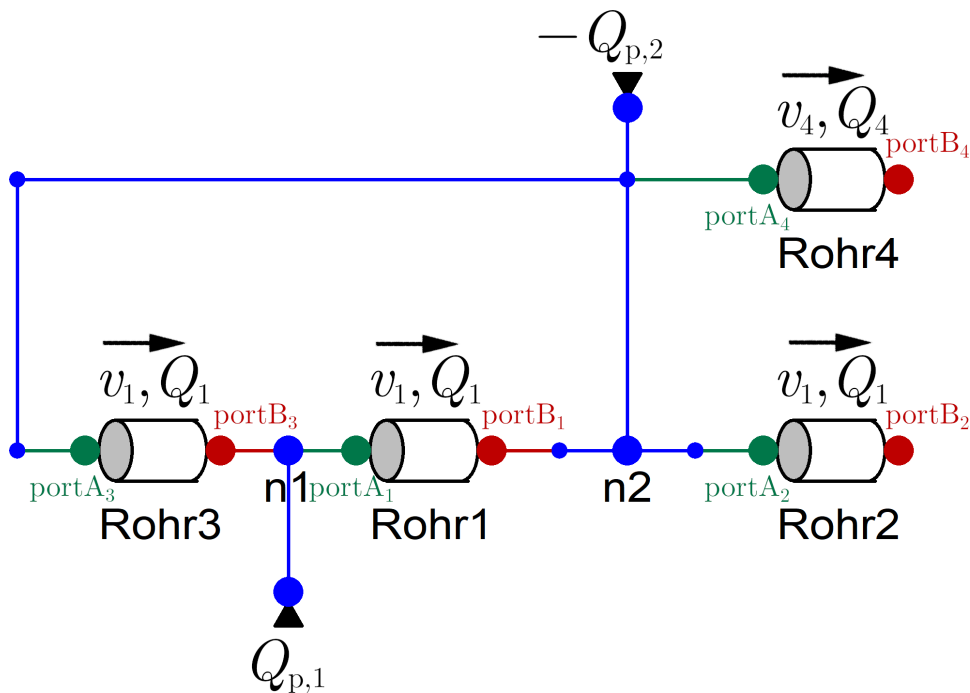 − Q_p,2
v_4, Q_4
portB_4
portA_4
Rohr4
v_1, Q_1
portB_3
v_1, Q_1
portB_1
v_1, Q_1
portB_2
portA_3
n1
portA_1
n2
portA_2
Rohr3
Rohr1
Rohr2
Q_p,1